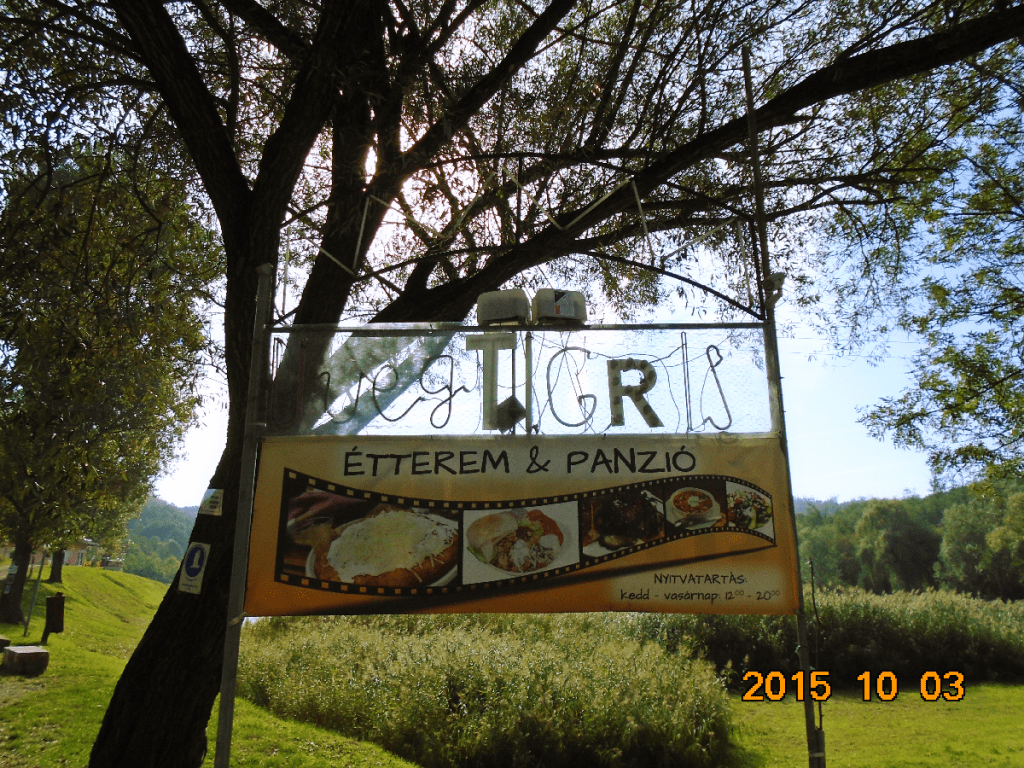 TIGRIS
ÉTTEREM & PANZIÓ
NYITVATARTÁS:
kedd - vasárnap: 12⁰⁰ - 20⁰⁰
2015 10 03